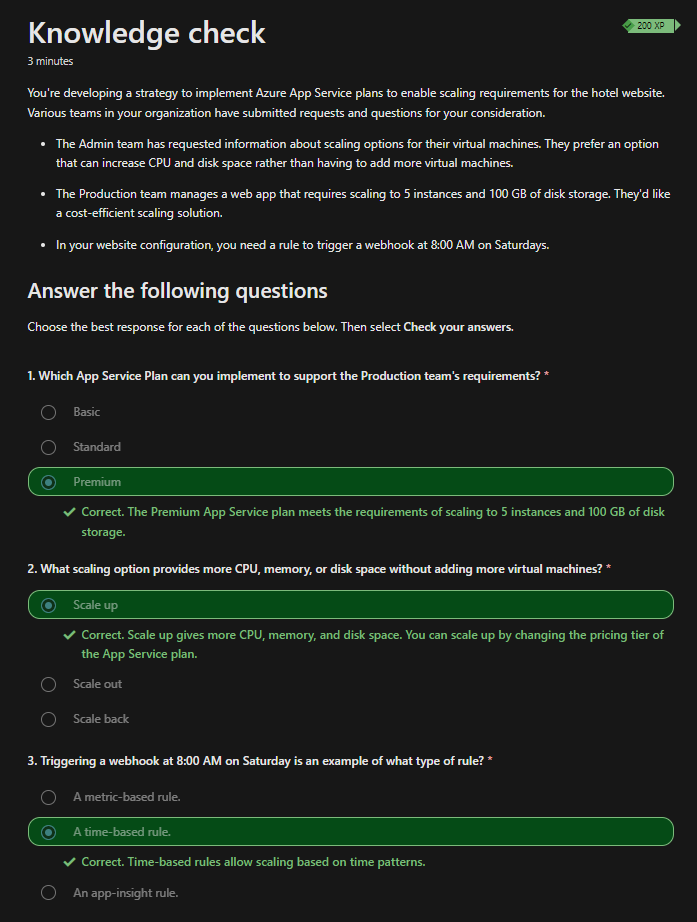 Knowledge check
200 XP
3 minutes
You're developing a strategy to implement Azure App Service plans to enable scaling requirements for the hotel website.
Various teams in your organization have submitted requests and questions for your consideration.
• The Admin team has requested information about scaling options for their virtual machines. They prefer an option
that can increase CPU and disk space rather than having to add more virtual machines.
• The Production team manages a web app that requires scaling to 5 instances and 100 GB of disk storage. They'd like
a cost-efficient scaling solution.
• In your website configuration, you need a rule to trigger a webhook at 8:00 AM on Saturdays.
Answer the following questions
Choose the best response for each of the questions below. Then select Check your answers.
1. Which App Service Plan can you implement to support the Production team's requirements? *
Basic
Standard
Premium
Correct. The Premium App Service plan meets the requirements of scaling to 5 instances and 100 GB of disk
storage.
2. What scaling option provides more CPU, memory, or disk space without adding more virtual machines? *
Scale up
Correct. Scale up gives more CPU, memory, and disk space. You can scale up by changing the pricing tier of
the App Service plan.
Scale out
Scale back
3. Triggering a webhook at 8:00 AM on Saturday is an example of what type of rule? *
A metric-based rule.
A time-based rule.
Correct. Time-based rules allow scaling based on time patterns.
An app-insight rule.